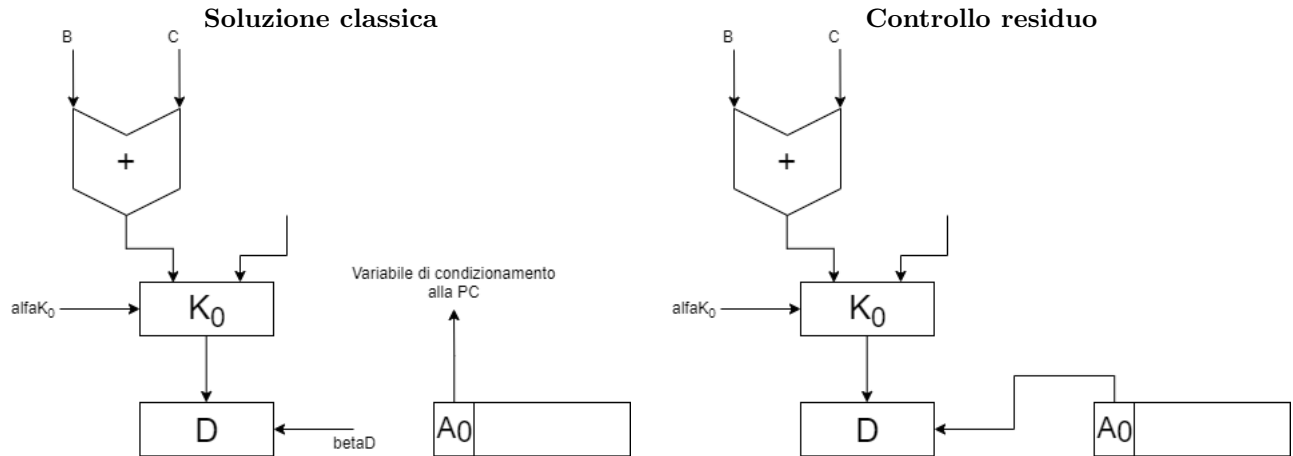 Soluzione classica
B
C
+
alfaK₀
K₀
D
betaD
Variabile di condizionamento
alla PC
A₀
Controllo residuo
B
C
+
alfaK₀
K₀
D
A₀